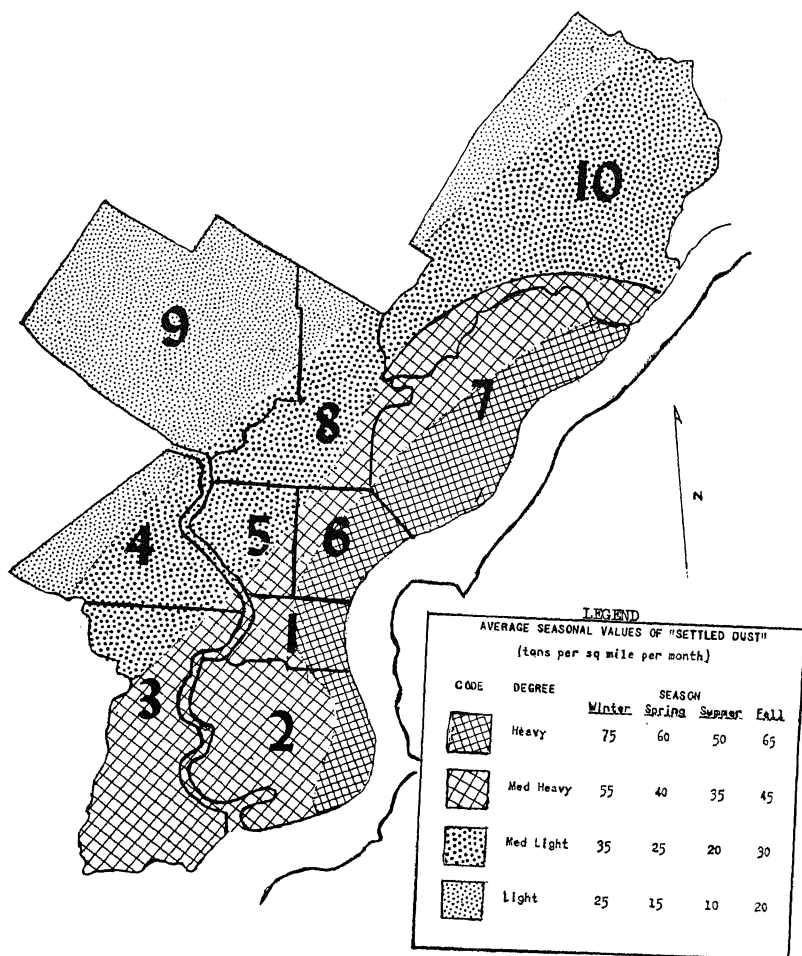 10
9
7
8
4
5
6
N
1
3
2
LEGEND
AVERAGE SEASONAL VALUES OF "SETTLED DUST"
(tons per sq mile per month)
CODE DEGREE SEASON
Winter Spring Summer Fall
Heavy 75 60 50 65
Med Heavy 55 40 35 45
Med Light 35 25 20 30
Light 25 15 10 20